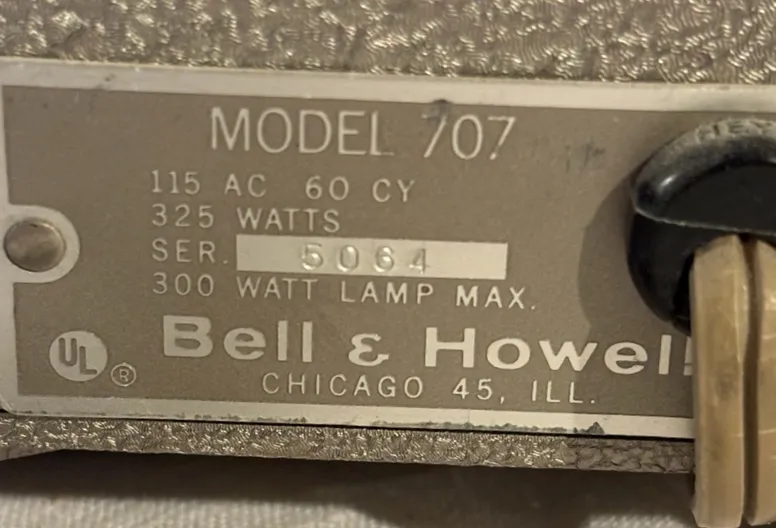 MODEL 707
115 AC 60 CY
325 WATTS
SER. 5064
300 WATT LAMP MAX.
UL ®
Bell & Howell
CHICAGO 45, ILL.